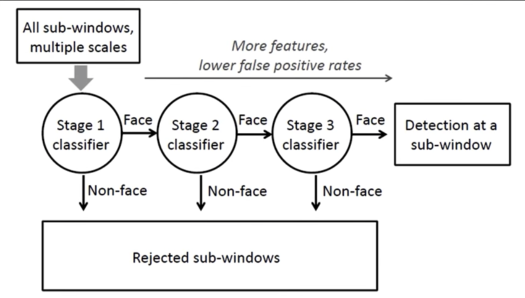 All sub-windows,
multiple scales
More features,
lower false positive rates
Stage 1
classifier
Face
Stage 2
classifier
Face
Stage 3
classifier
Face
Detection at a
sub-window
Non-face
Non-face
Non-face
Rejected sub-windows